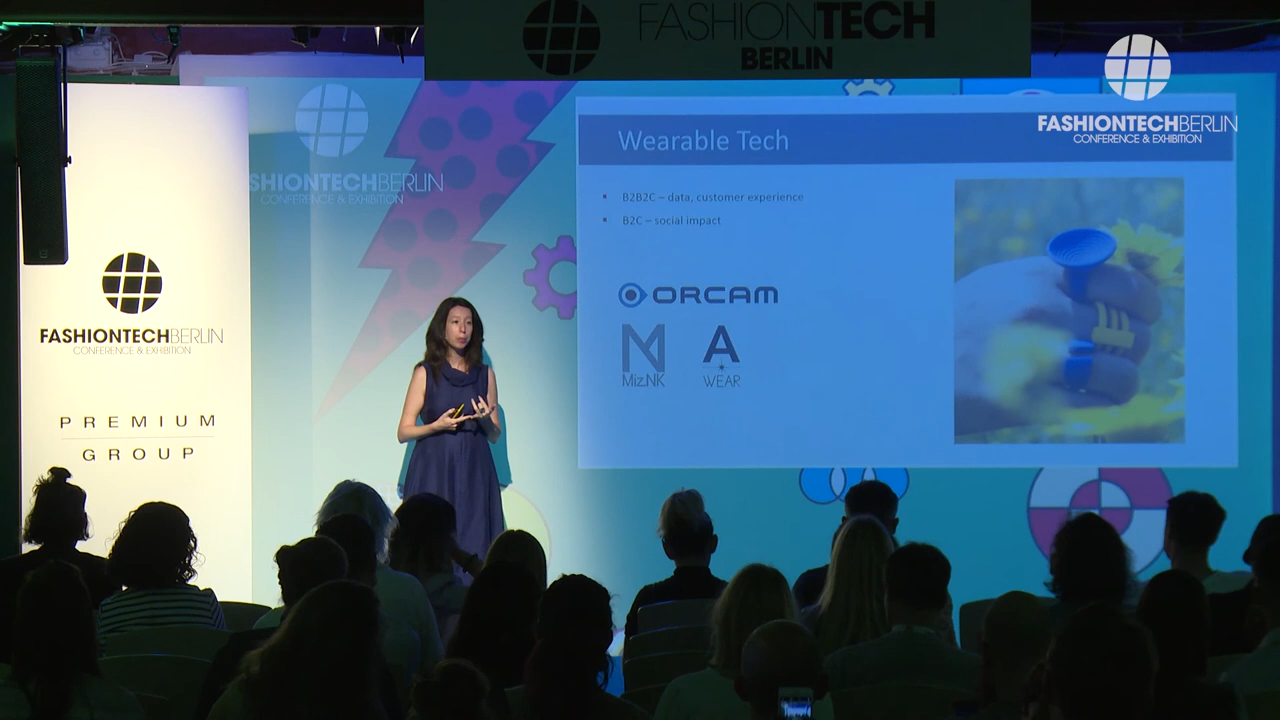 FASHIONTECH
BERLIN
FASHIONTECHBERLIN
CONFERENCE & EXHIBITION
SHIONTECHBERLIN
CONFERENCE & EXHIBITION
Wearable Tech
• B2B2C – data, customer experience
• B2C – social impact
ORCAM
Miz.NK
A
WEAR
FASHIONTECHBERLIN
CONFERENCE & EXHIBITION
PREMIUM
GROUP